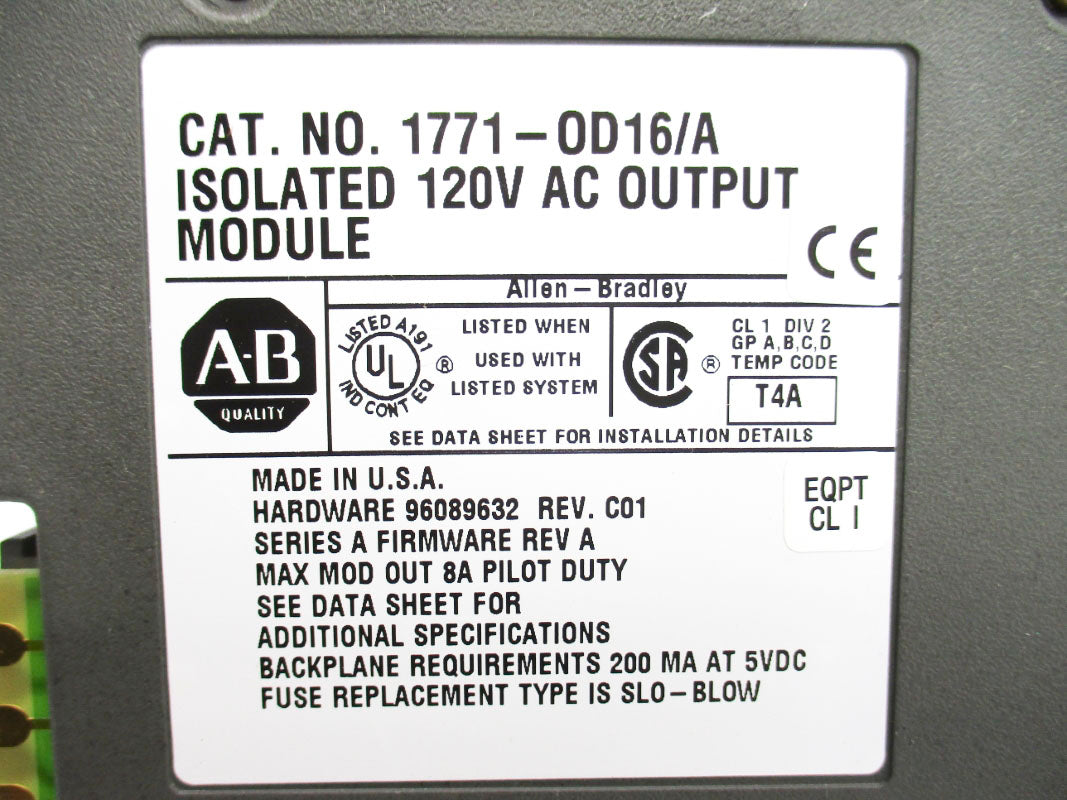 CAT. NO. 1771-OD16/A
ISOLATED 120V AC OUTPUT
MODULE
CE
Allen-Bradley
A-B
QUALITY
LISTED A191
UL
IND CONT EQ
®
LISTED WHEN
USED WITH
LISTED SYSTEM
SA
®
CL 1 DIV 2
GP A,B,C,D
TEMP CODE
T4A
SEE DATA SHEET FOR INSTALLATION DETAILS
MADE IN U.S.A.
HARDWARE 96089632 REV. C01
SERIES A FIRMWARE REV A
MAX MOD OUT 8A PILOT DUTY
SEE DATA SHEET FOR
ADDITIONAL SPECIFICATIONS
BACKPLANE REQUIREMENTS 200 MA AT 5VDC
FUSE REPLACEMENT TYPE IS SLO-BLOW
EQPT
CL I